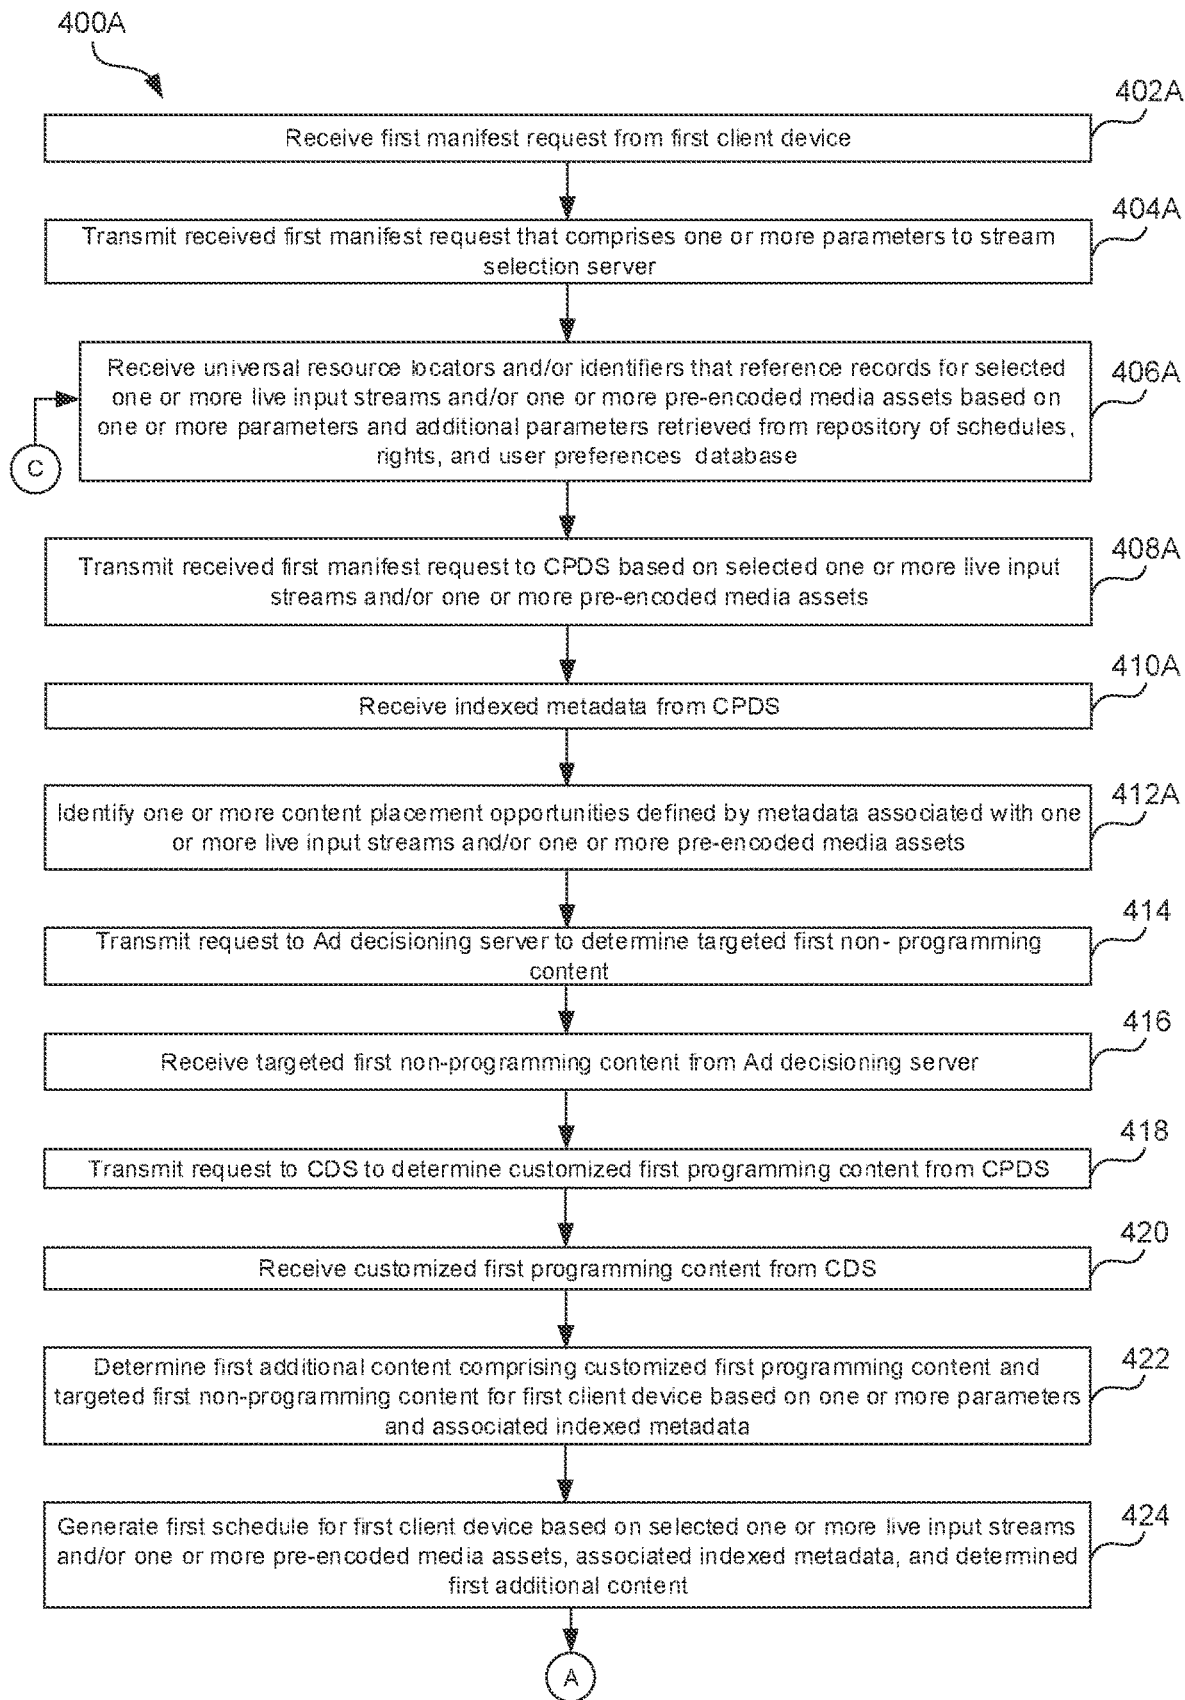 400A
402A
Receive first manifest request from first client device
404A
Transmit received first manifest request that comprises one or more parameters to stream
selection server
406A
Receive universal resource locators and/or identifiers that reference records for selected
one or more live input streams and/or one or more pre-encoded media assets based on
one or more parameters and additional parameters retrieved from repository of schedules,
rights, and user preferences database
C
408A
Transmit received first manifest request to CPDS based on selected one or more live input
streams and/or one or more pre-encoded media assets
410A
Receive indexed metadata from CPDS
412A
Identify one or more content placement opportunities defined by metadata associated with one
or more live input streams and/or one or more pre-encoded media assets
414
Transmit request to Ad decisioning server to determine targeted first non- programming
content
416
Receive targeted first non-programming content from Ad decisioning server
418
Transmit request to CDS to determine customized first programming content from CPDS
420
Receive customized first programming content from CDS
422
Determine first additional content comprising customized first programming content and
targeted first non-programming content for first client device based on one or more parameters
and associated indexed metadata
424
Generate first schedule for first client device based on selected one or more live input streams
and/or one or more pre-encoded media assets, associated indexed metadata, and determined
first additional content
A